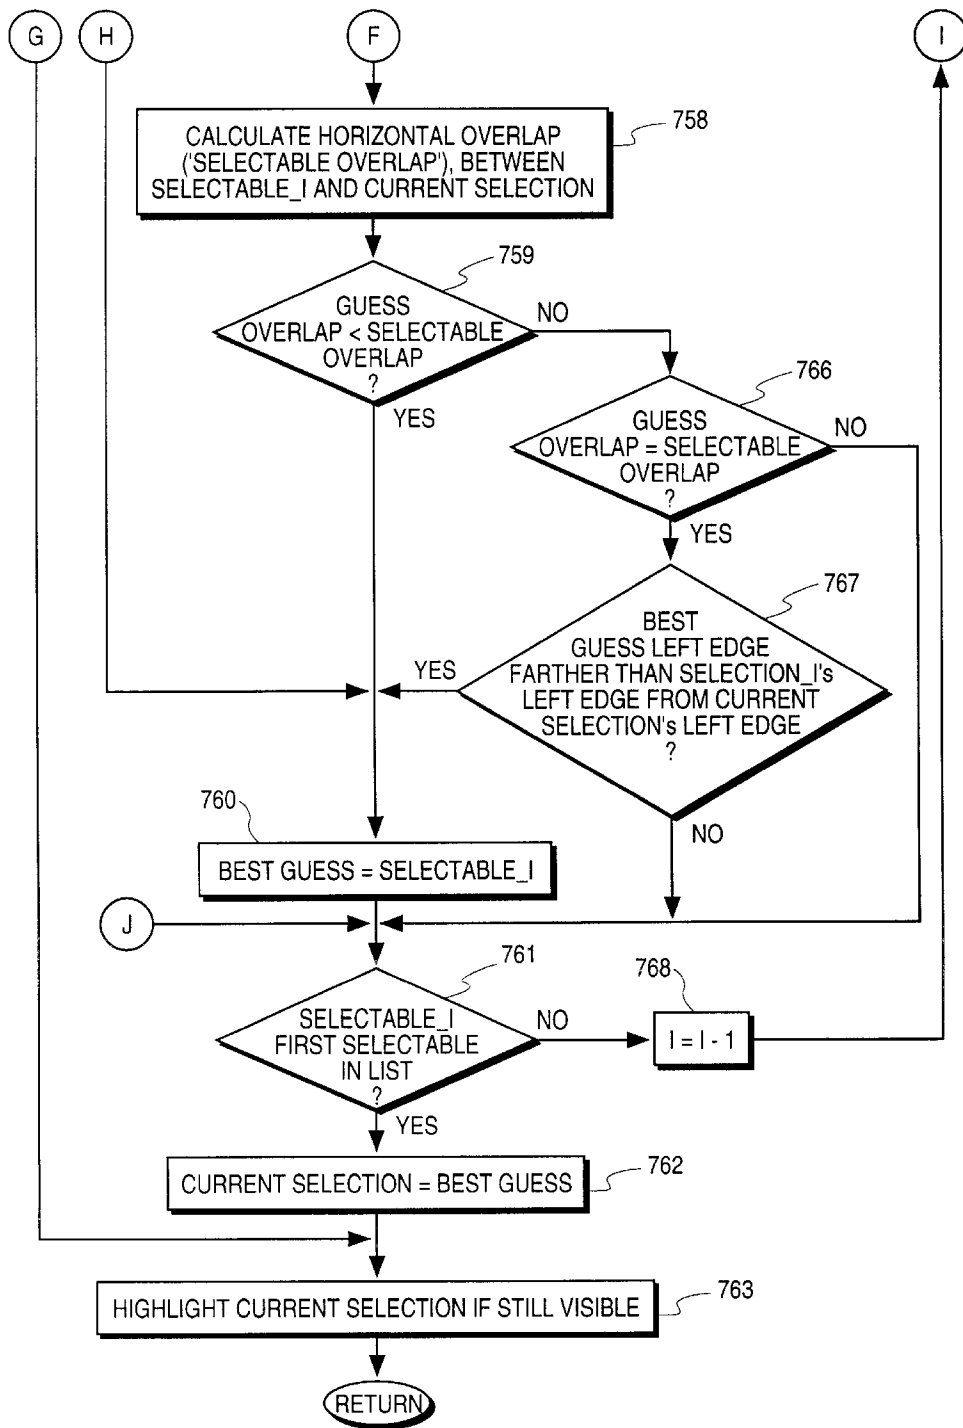 G
H
F
I
CALCULATE HORIZONTAL OVERLAP
('SELECTABLE OVERLAP'), BETWEEN
SELECTABLE_I AND CURRENT SELECTION
758
759
GUESS
OVERLAP < SELECTABLE
OVERLAP
?
NO
YES
766
GUESS
OVERLAP = SELECTABLE
OVERLAP
?
NO
YES
767
BEST
GUESS LEFT EDGE
FARTHER THAN SELECTION_I's
LEFT EDGE FROM CURRENT
SELECTION's LEFT EDGE
?
YES
NO
760
BEST GUESS = SELECTABLE_I
J
761
SELECTABLE_I
FIRST SELECTABLE
IN LIST
?
NO
YES
768
I = I - 1
CURRENT SELECTION = BEST GUESS
762
HIGHLIGHT CURRENT SELECTION IF STILL VISIBLE
763
RETURN